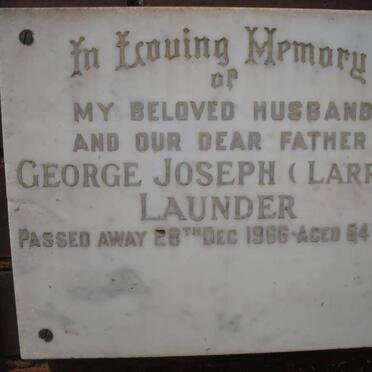 In Loving Memory
of
MY BELOVED HUSBAND
AND OUR DEAR FATHER
GEORGE JOSEPH (LARR
LAUNDER
PASSED AWAY 28TH DEC 1966 AGED 64